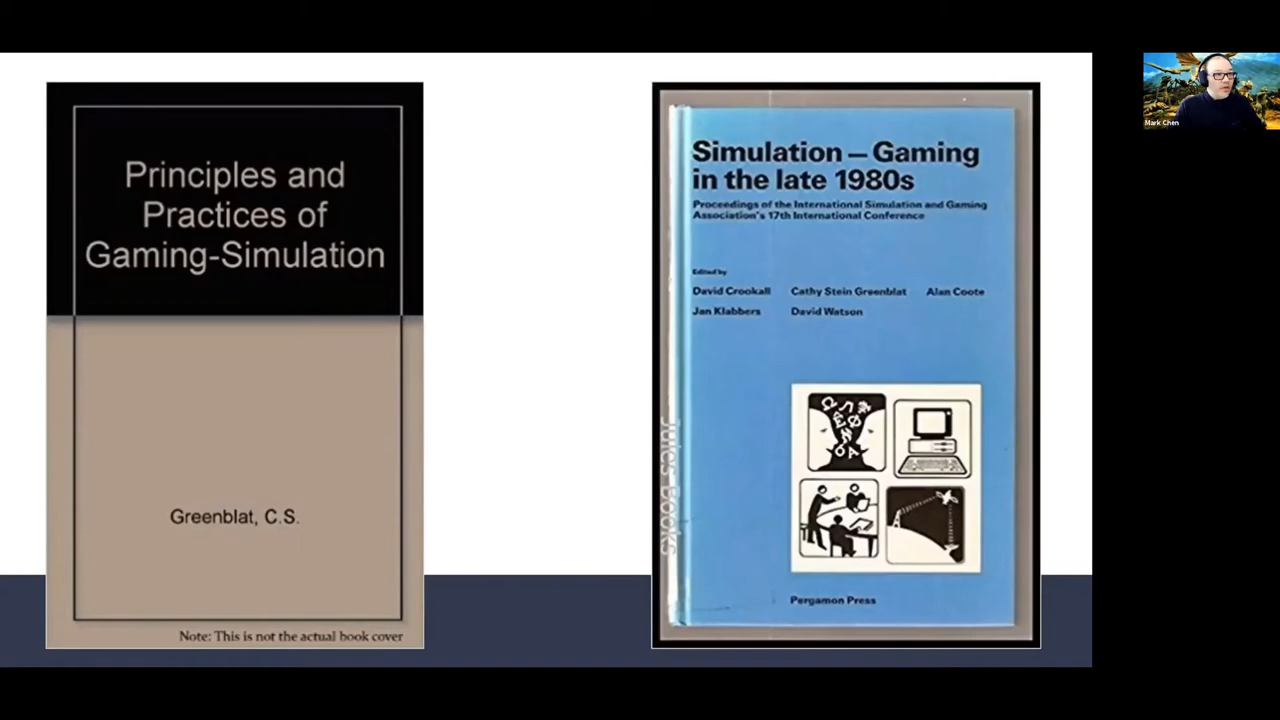 Principles and
Practices of
Gaming-Simulation
Greenblat, C.S.
Note: This is not the actual book cover
Simulation — Gaming
in the late 1980s
Proceedings of the International Simulation and Gaming
Association's 17th International Conference
Edited by
David Crookall Cathy Stein Greenblat Alan Coote
Jan Klabbers David Watson
Pergamon Press
Jules Books
Mark Chen